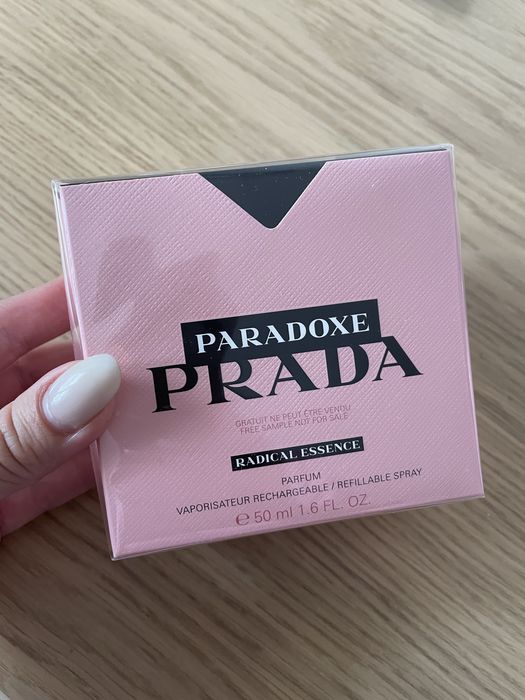 PARADOXE
PRADA
GRATUIT NE PEUT ÊTRE VENDU
FREE SAMPLE NOT FOR SALE
RADICAL ESSENCE
PARFUM
VAPORISATEUR RECHARGEABLE / REFILLABLE SPRAY
℮ 50 ml 1.6 FL. OZ.